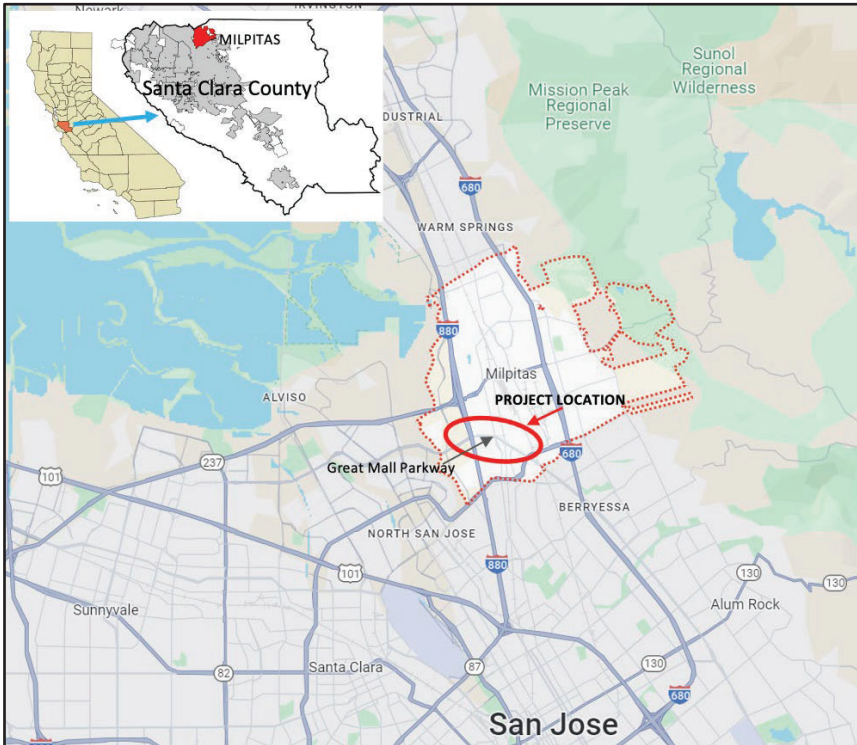 MILPITAS
Santa Clara County
Newark
Sunol
Regional
Wilderness
Mission Peak
Regional
Preserve
DUSTRIAL
680
WARM SPRINGS
880
Milpitas
ALVISO
PROJECT LOCATION
237
101
Great Mall Parkway
680
BERRYESSA
NORTH SAN JOSE
880
101
130
130
Sunnyvale
Alum Rock
82
Santa Clara
87
130
680
San Jose